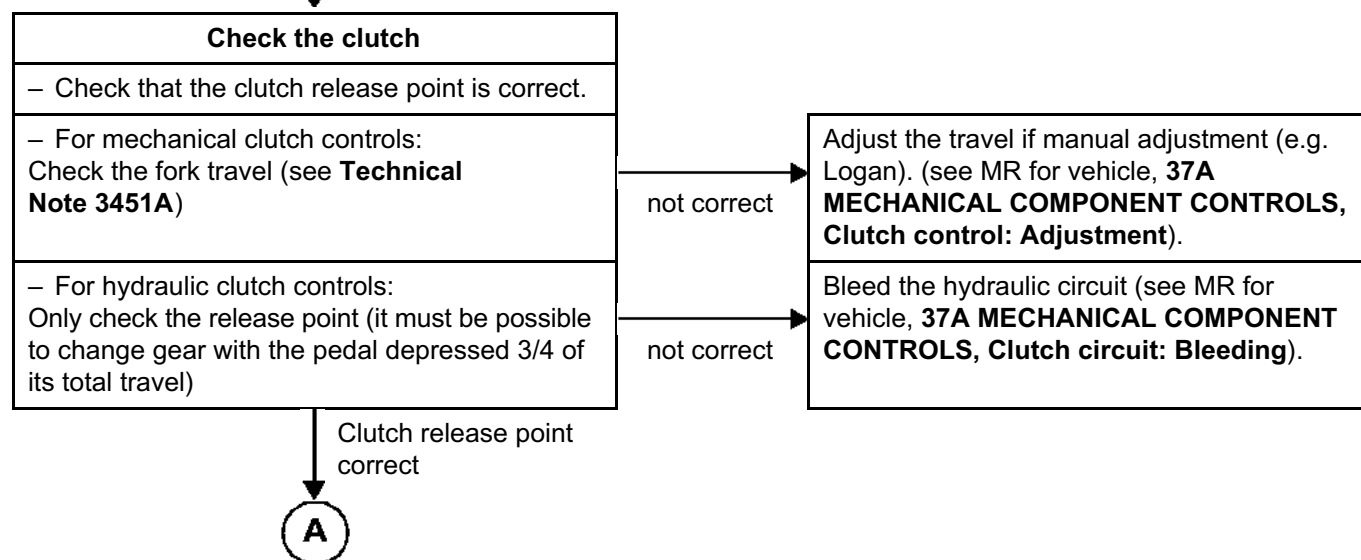 Check the clutch
– Check that the clutch release point is correct.
– For mechanical clutch controls:
Check the fork travel (see Technical
Note 3451A)
not correct
Adjust the travel if manual adjustment (e.g.
Logan). (see MR for vehicle, 37A
MECHANICAL COMPONENT CONTROLS,
Clutch control: Adjustment).
– For hydraulic clutch controls:
Only check the release point (it must be possible
to change gear with the pedal depressed 3/4 of
its total travel)
not correct
Bleed the hydraulic circuit (see MR for
vehicle, 37A MECHANICAL COMPONENT
CONTROLS, Clutch circuit: Bleeding).
Clutch release point
correct
A